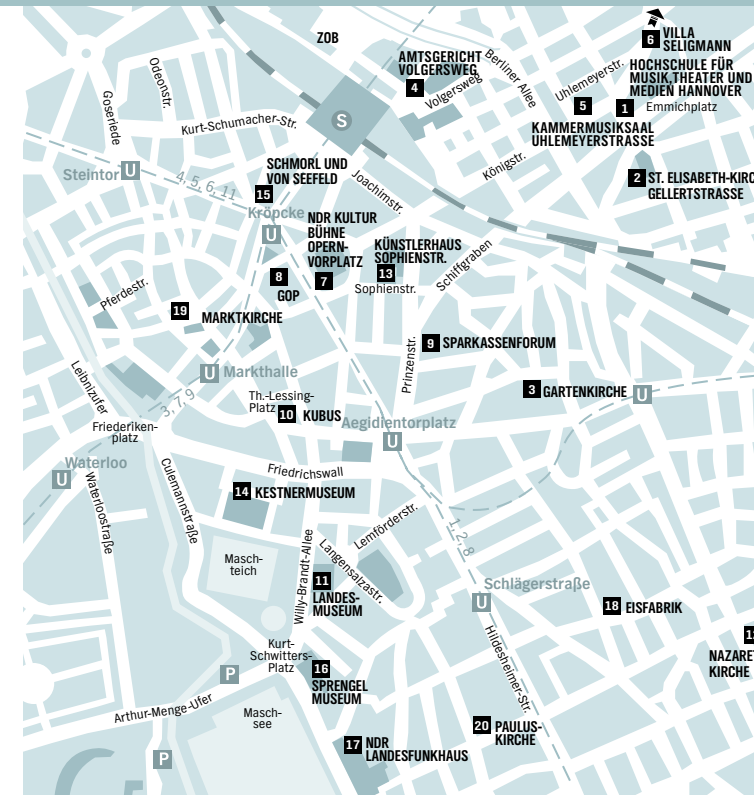 ZOB
6
VILLA
SELIGMANN
AMTSGERICHT
VOLGERSWEG
4
Volgersweg
Berliner Allee
Uhlemeyerstr.
HOCHSCHULE FÜR
MUSIK,THEATER UND
MEDIEN HANNOVER
5
1
Emmichplatz
KAMMERMUSIKSAAL
UHLEMEYERSTRASSE
Odeonstr.
Goseriede
Kurt-Schumacher-Str.
S
Königstr.
Steintor U
4, 5, 6, 11
SCHMORL UND
VON SEEFELD
15
Joachimstr.
2
GELLERTSTRASSE
Kröpcke
U
NDR KULTUR
BÜHNE
OPERN-
VORPLATZ
7
KÜNSTLERHAUS
SOPHIENSTR.
13
Sophienstr.
Schiffgraben
8
GOP
Pferdestr.
19
MARKTKIRCHE
Prinzenstr.
9 SPARKASSENFORUM
U Markthalle
Leibnizufer
3, 7, 9
Th.-Lessing-
Platz
10 KUBUS
3 GARTENKIRCHE
U
Aegidientorplatz
U
Friederiken-
platz
Waterloo
U
Waterloostraße
Culemannstraße
Friedrichswall
14 KESTNERMUSEUM
Lemförderstr.
1, 2, 8
Willy-Brandt-Allee
Langensalzastr.
Masch-
teich
11
LANDES-
MUSEUM
Schlägerstraße
U
18 EISFABRIK
Hildesheimer-Str.
KIRCHE
Kurt-
Schwitters-
Platz
P
16
SPRENGEL
MUSEUM
Arthur-Menge-Ufer
Masch-
see
20 PAULUS-
KIRCHE
17 NDR
LANDESFUNKHAUS
P